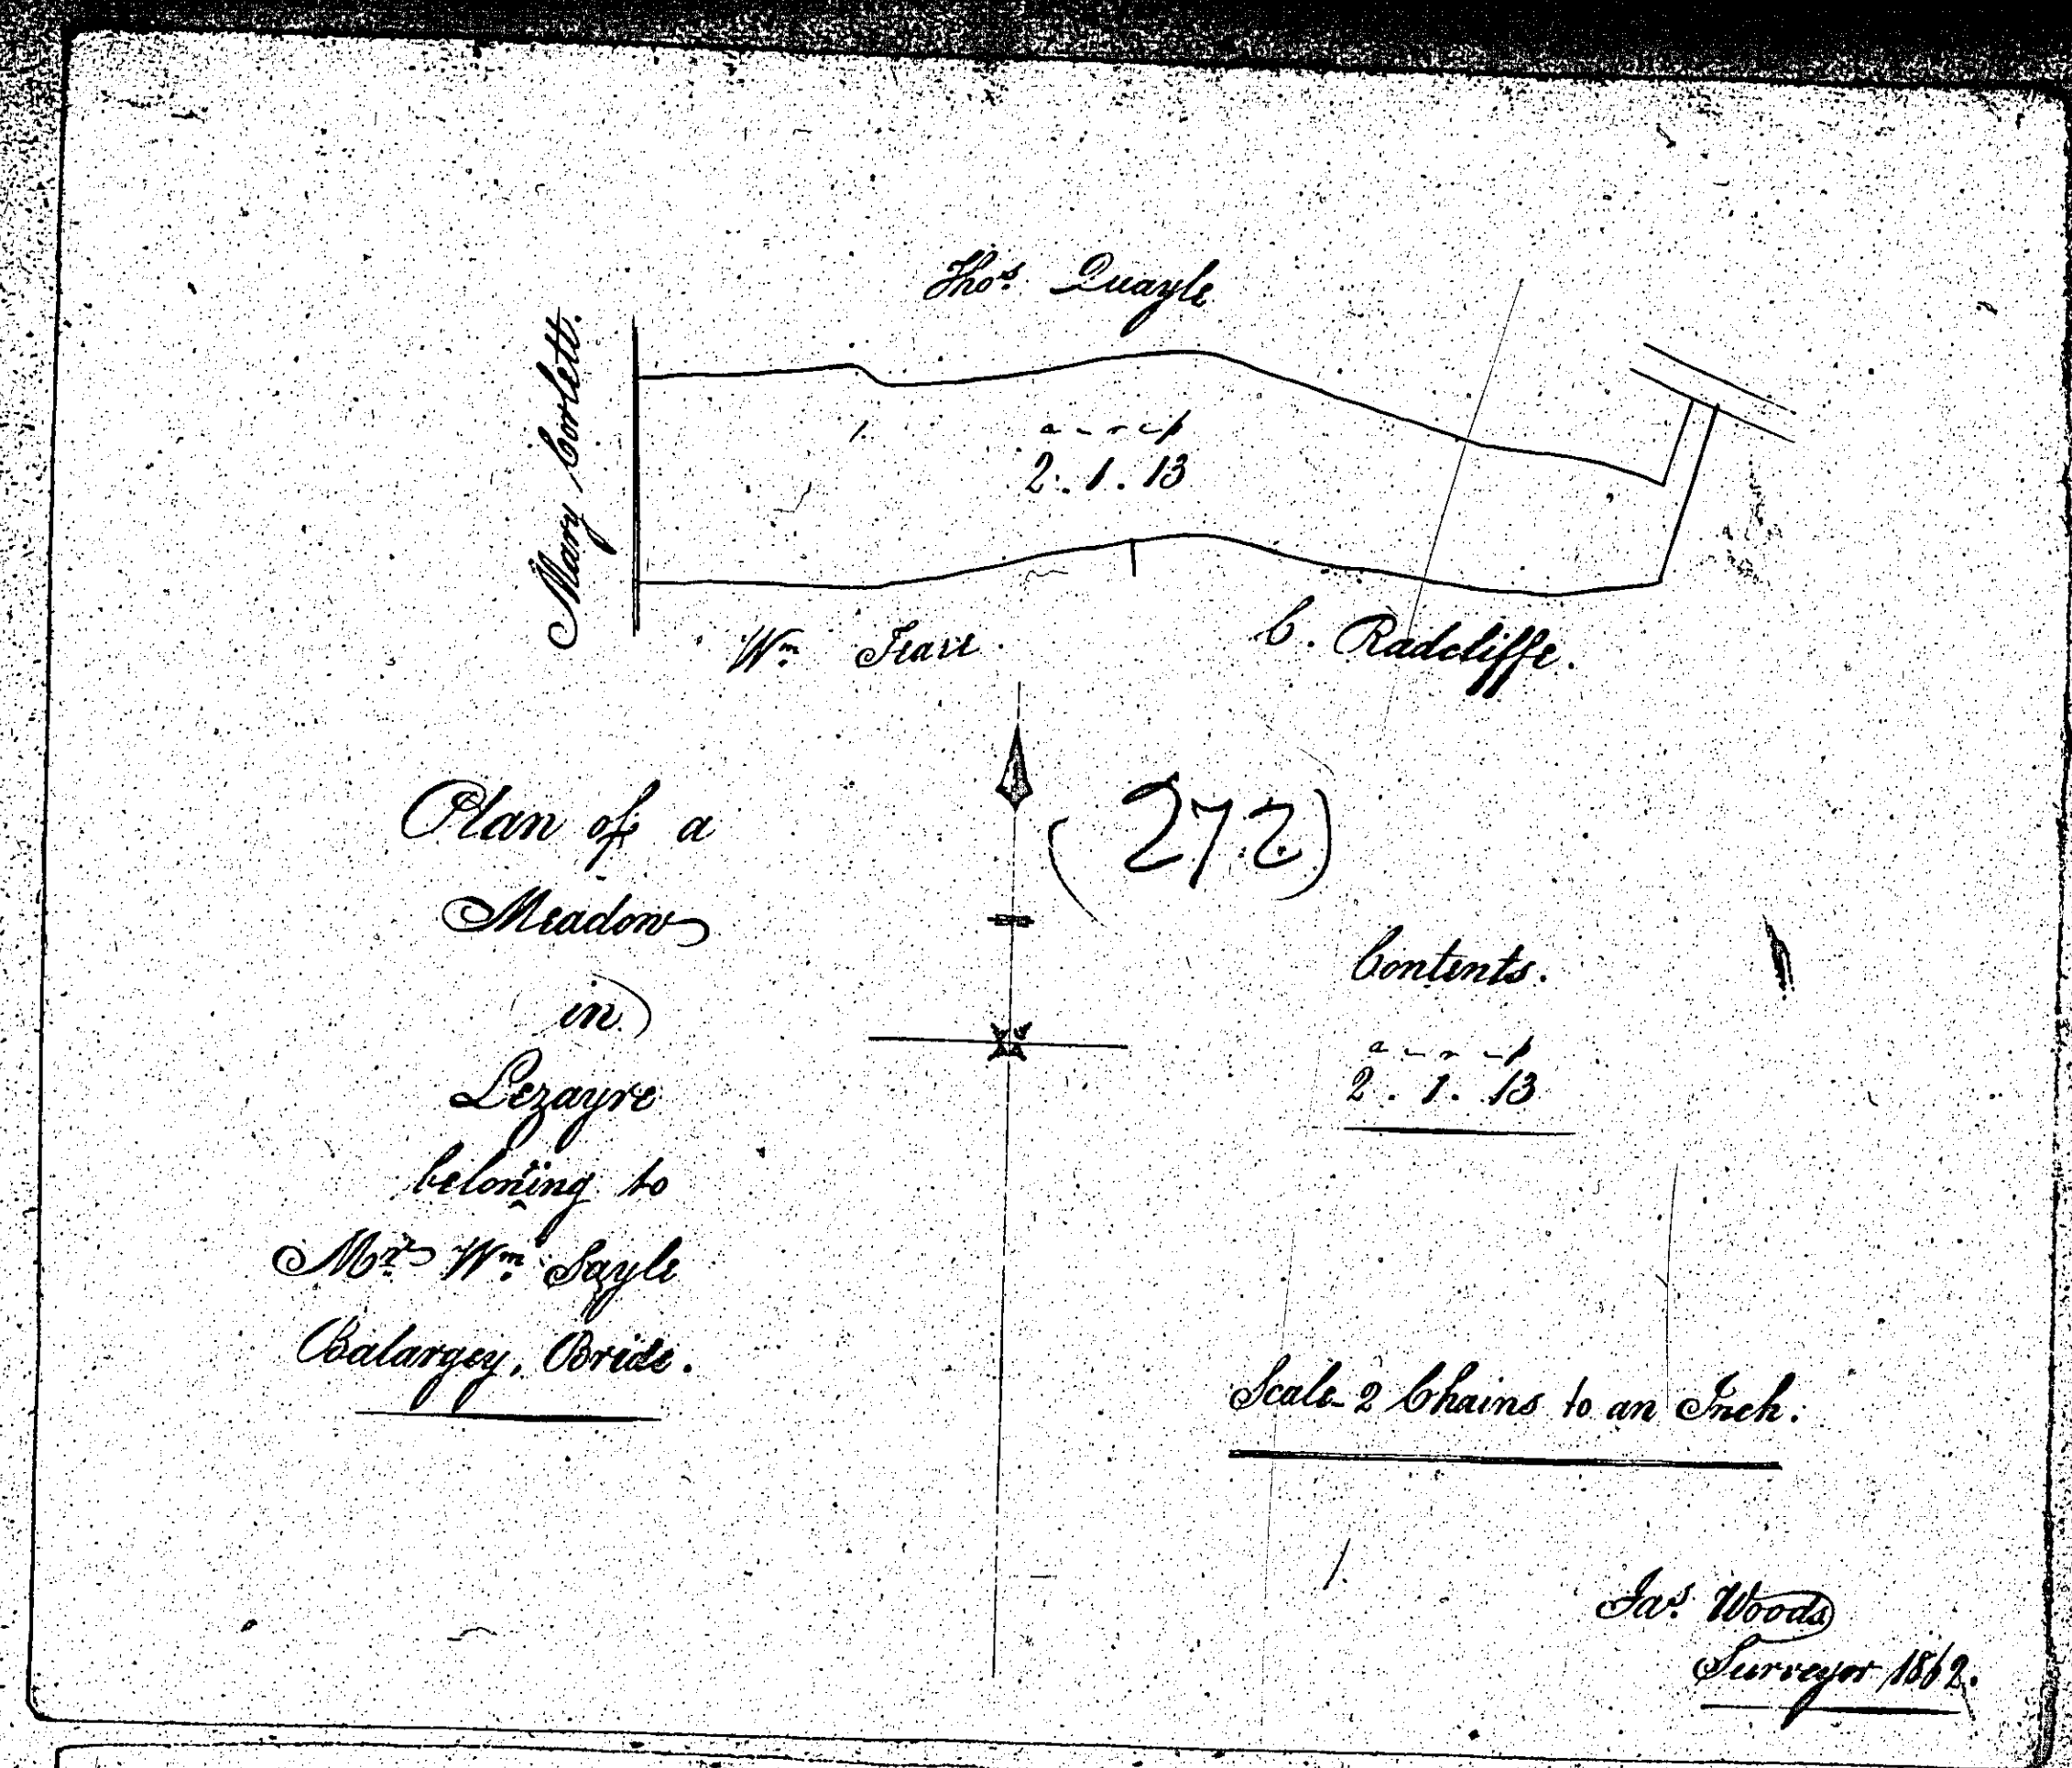 Thos. Quayle
Mary Corlett.
a - r - p
2. 1. 13
Wm Teare
C. Radcliffe.
(272)
Plan of a
Meadow
in
Lezayre
beloning to
Mr. Wm. Sayle
Balargey, Bride.
Contents.
a - r - p
2. 1. 13
Scale - 2 Chains to an Inch.
Jas. Woods
Surveyor 1862.